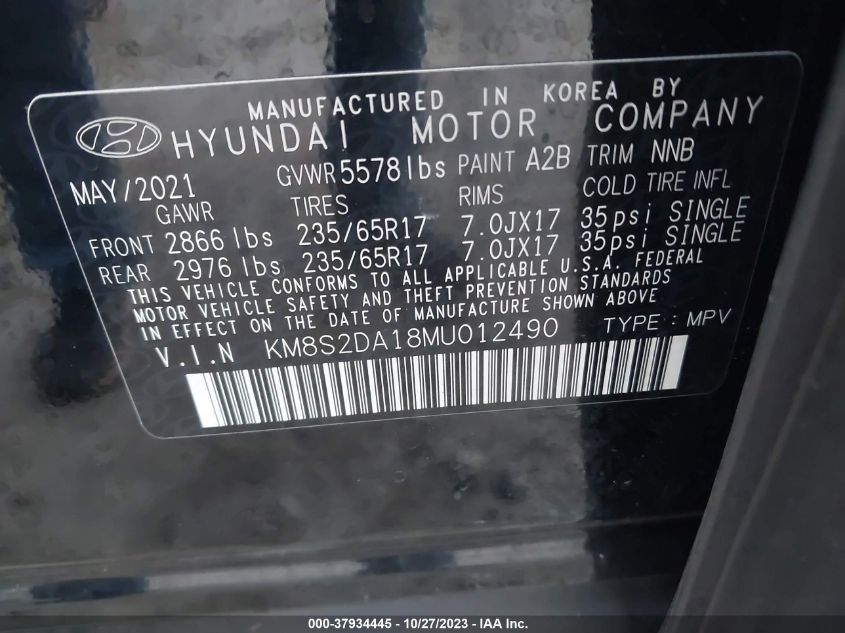 MANUFACTURED IN KOREA BY
HYUNDAI MOTOR COMPANY
MAY/2021 GVWR 5578lbs PAINT A2B TRIM NNB
GAWR TIRES RIMS COLD TIRE INFL
FRONT 2866 lbs 235/65R17 7.0JX17 35psi SINGLE
REAR 2976 lbs 235/65R17 7.0JX17 35psi SINGLE
THIS VEHICLE CONFORMS TO ALL APPLICABLE U.S.A. FEDERAL
MOTOR VEHICLE SAFETY AND THEFT PREVENTION STANDARDS
IN EFFECT ON THE DATE OF MANUFACTURE SHOWN ABOVE
V.I.N KM8S2DA18MU012490 TYPE : MPV
000-37934445 - 10/27/2023 - IAA Inc.